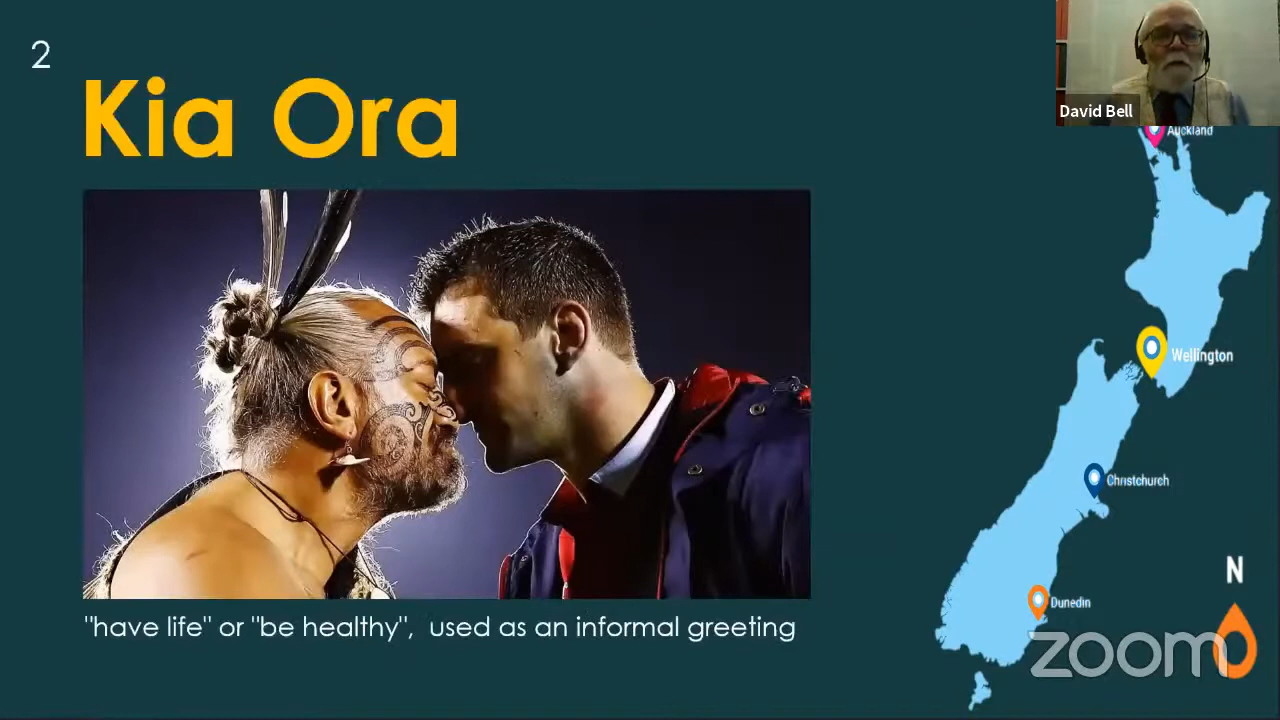 2
Kia Ora
David Bell
Auckland
Wellington
Christchurch
Dunedin
N
"have life" or "be healthy", used as an informal greeting
zoom